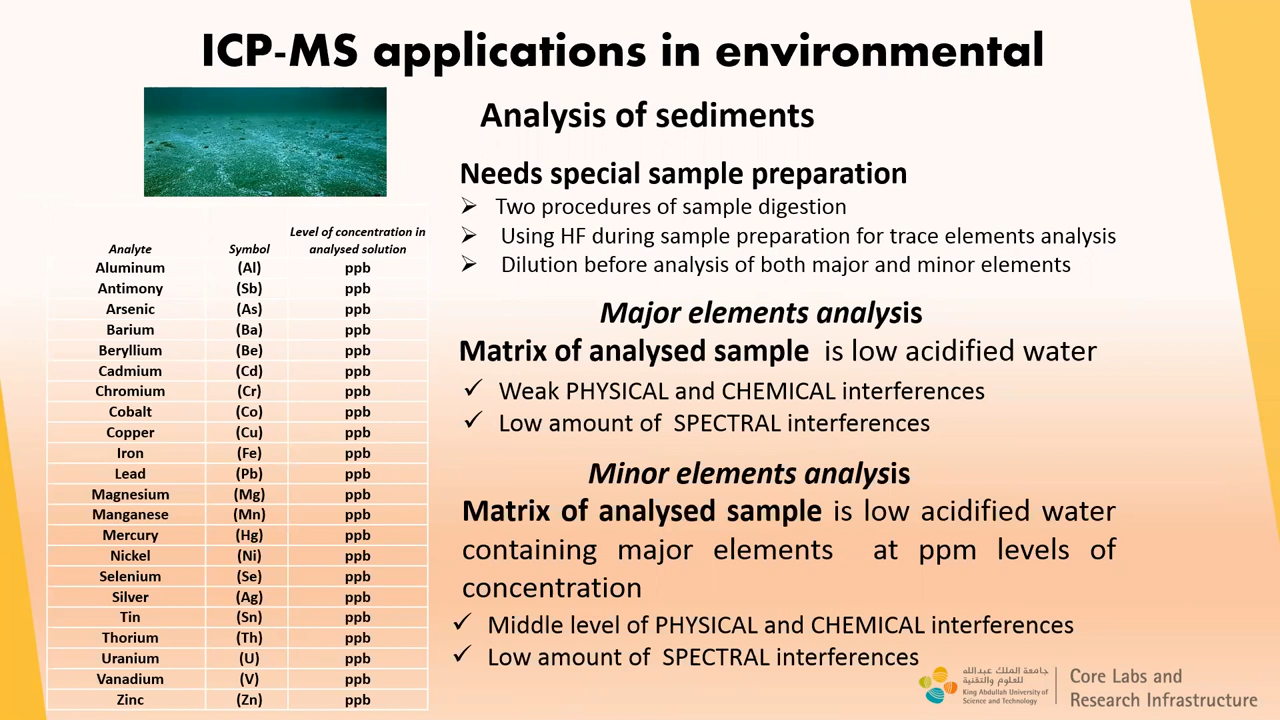 ICP-MS applications in environmental
Analysis of sediments
Needs special sample preparation
➢ Two procedures of sample digestion
➢ Using HF during sample preparation for trace elements analysis
➢ Dilution before analysis of both major and minor elements
Major elements analysis
Matrix of analysed sample is low acidified water
✓ Weak PHYSICAL and CHEMICAL interferences
✓ Low amount of SPECTRAL interferences
Minor elements analysis
Matrix of analysed sample is low acidified water
containing major elements at ppm levels of
concentration
✓ Middle level of PHYSICAL and CHEMICAL interferences
✓ Low amount of SPECTRAL interferences
Level of concentration in
Analyte Symbol analysed solution
Aluminum (Al) ppb
Antimony (Sb) ppb
Arsenic (As) ppb
Barium (Ba) ppb
Beryllium (Be) ppb
Cadmium (Cd) ppb
Chromium (Cr) ppb
Cobalt (Co) ppb
Copper (Cu) ppb
Iron (Fe) ppb
Lead (Pb) ppb
Magnesium (Mg) ppb
Manganese (Mn) ppb
Mercury (Hg) ppb
Nickel (Ni) ppb
Selenium (Se) ppb
Silver (Ag) ppb
Tin (Sn) ppb
Thorium (Th) ppb
Uranium (U) ppb
Vanadium (V) ppb
Zinc (Zn) ppb
جامعة الملك عبدالله
للعلوم والتقنية
King Abdullah University of
Science and Technology
Core Labs and
Research Infrastructure